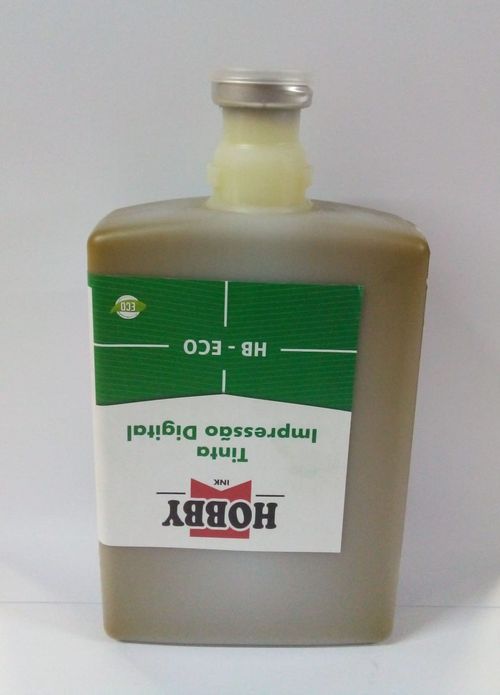 HOBBY
INK
Tinta
Impressão Digital
HB - ECO
ECO